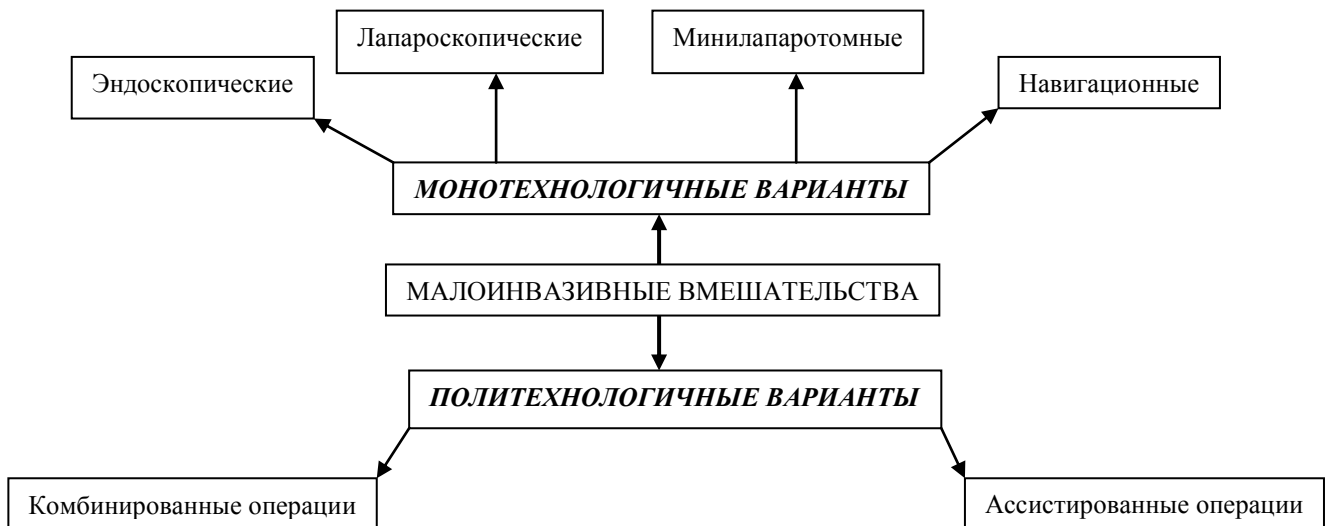 Лапароскопические
Минилапаротомные
Эндоскопические
Навигационные
МОНОТЕХНОЛОГИЧНЫЕ ВАРИАНТЫ
МАЛОИНВАЗИВНЫЕ ВМЕШАТЕЛЬСТВА
ПОЛИТЕХНОЛОГИЧНЫЕ ВАРИАНТЫ
Комбинированные операции
Ассистированные операции